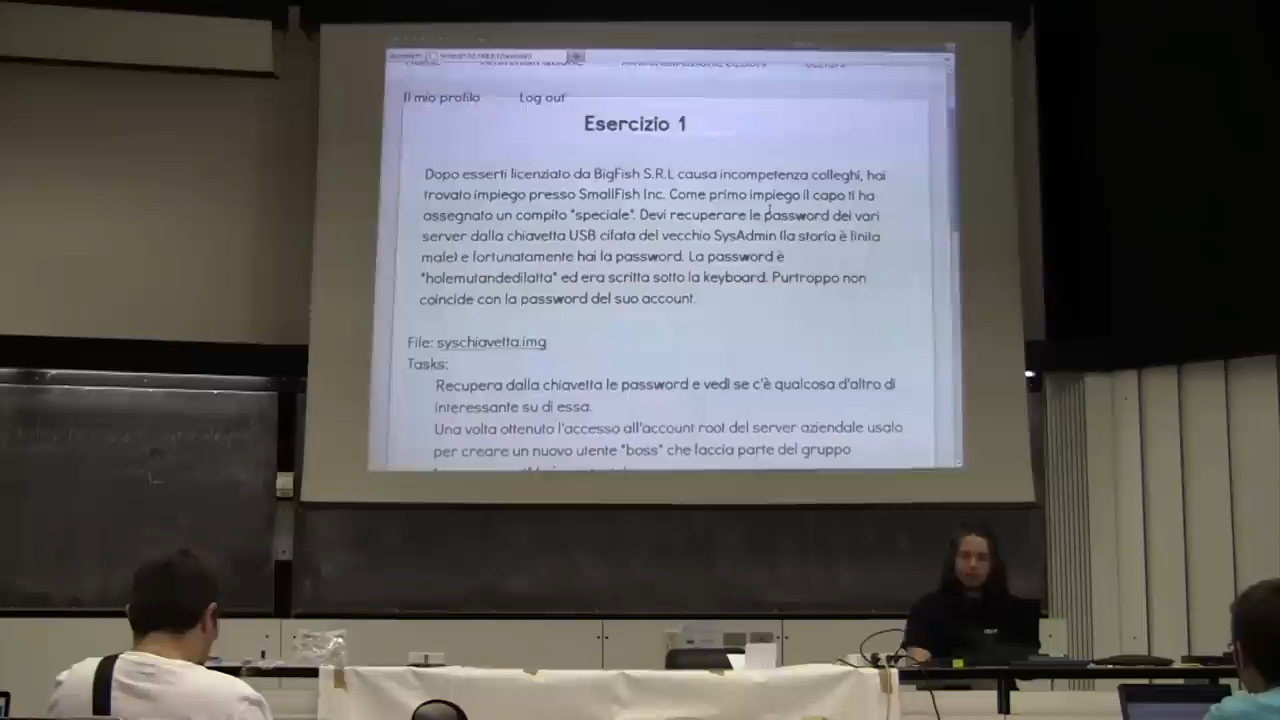 Il mio profilo Log out
Esercizio 1
Dopo esserti licenziato da BigFish S.R.L causa incompetenza colleghi, hai
trovato impiego presso SmallFish Inc. Come primo impiego il capo ti ha
assegnato un compito "speciale". Devi recuperare le password dei vari
server dalla chiavetta USB cifata del vecchio SysAdmin (la storia è finita
male) e fortunatamente hai la password. La password è
"holemutandedilatta" ed era scritta sotto la keyboard. Purtroppo non
coincide con la password del suo account.
File: syschiavetta.img
Tasks:
Recupera dalla chiavetta le password e vedi se c'è qualcosa d'altro di
interessante su di essa.
Una volta ottenuto l'accesso all'account root del server aziendale usalo
per creare un nuovo utente "boss" che faccia parte del gruppo